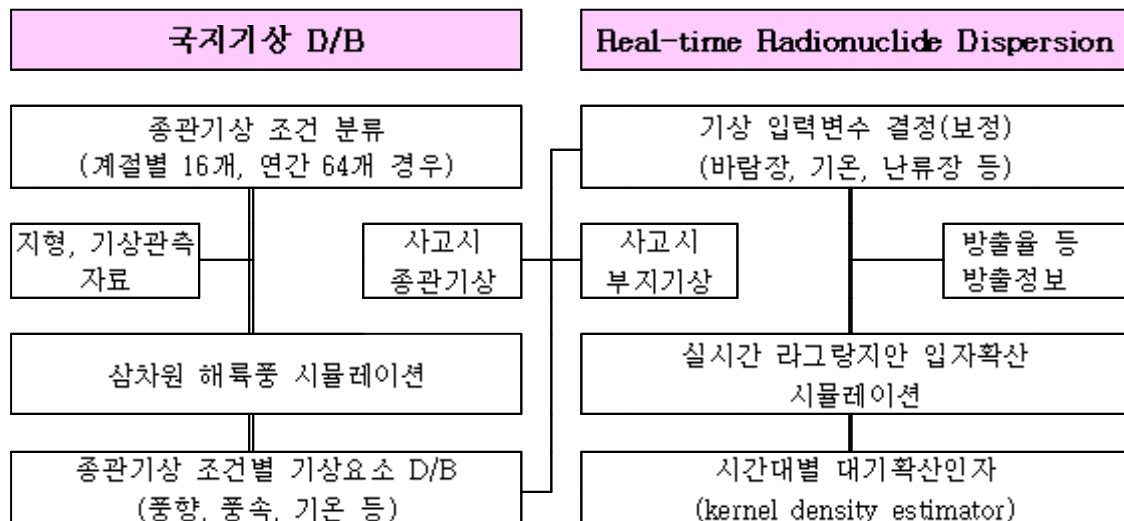 국지기상 D/B
종관기상 조건 분류
(계절별 16개, 연간 64개 경우)
지형, 기상관측
자료
사고시
종관기상
삼차원 해륙풍 시뮬레이션
종관기상 조건별 기상요소 D/B
(풍향, 풍속, 기온 등)
Real-time Radionuclide Dispersion
기상 입력변수 결정(보정)
(바람장, 기온, 난류장 등)
사고시
부지기상
방출율 등
방출정보
실시간 라그랑지안 입자확산
시뮬레이션
시간대별 대기확산인자
(kernel density estimator)